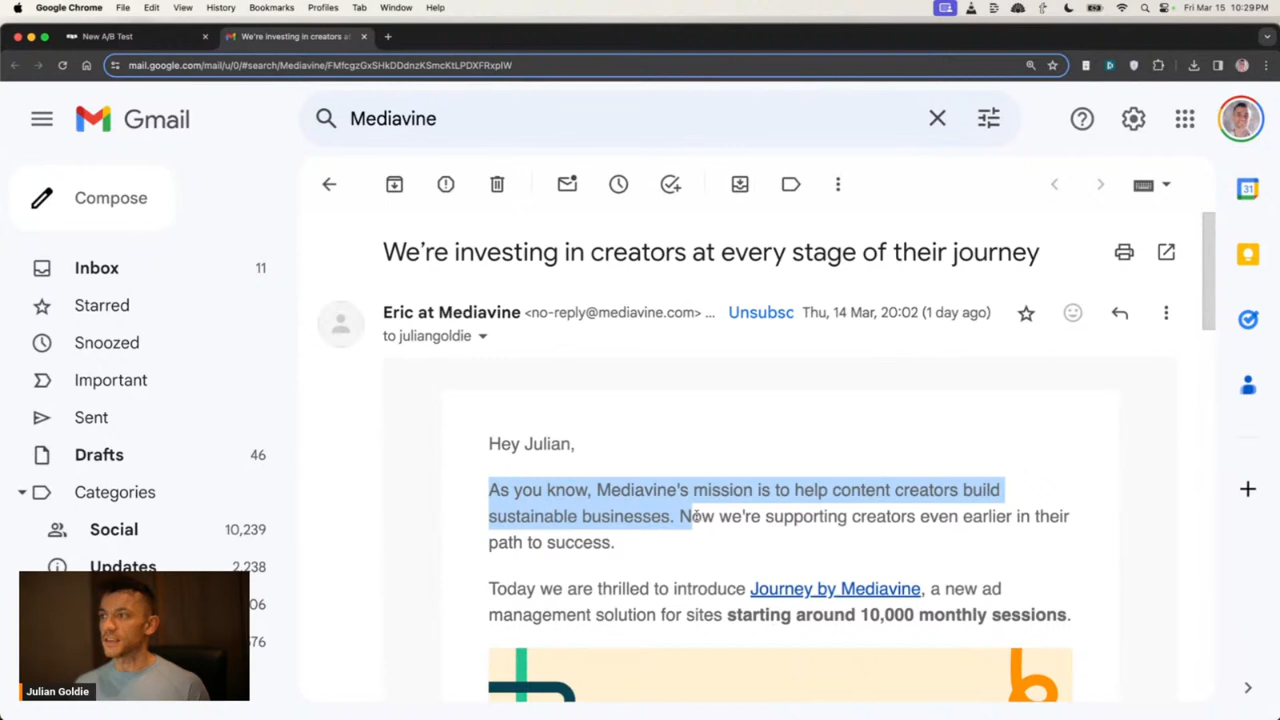 Google Chrome File Edit View History Bookmarks Profiles Tab Window Help Fri Mar 15 10:29PM
New A/B Test We're investing in creators at
mail.google.com/mail/u/0/#search/Mediavine/FMfcgzGxSHkDDdnzKSmcKtLPDXFRxplW
Gmail
Mediavine
Compose
We're investing in creators at every stage of their journey
Inbox 11
Starred
Snoozed
Important
Sent
Drafts 46
Categories
Social 10,239
Updates 2,238
06
676
Eric at Mediavine <no-reply@mediavine.com> ... Unsubsc Thu, 14 Mar, 20:02 (1 day ago)
to juliangoldie
Hey Julian,
As you know, Mediavine's mission is to help content creators build
sustainable businesses. Now we're supporting creators even earlier in their
path to success.
Today we are thrilled to introduce Journey by Mediavine, a new ad
management solution for sites starting around 10,000 monthly sessions.
31
Julian Goldie